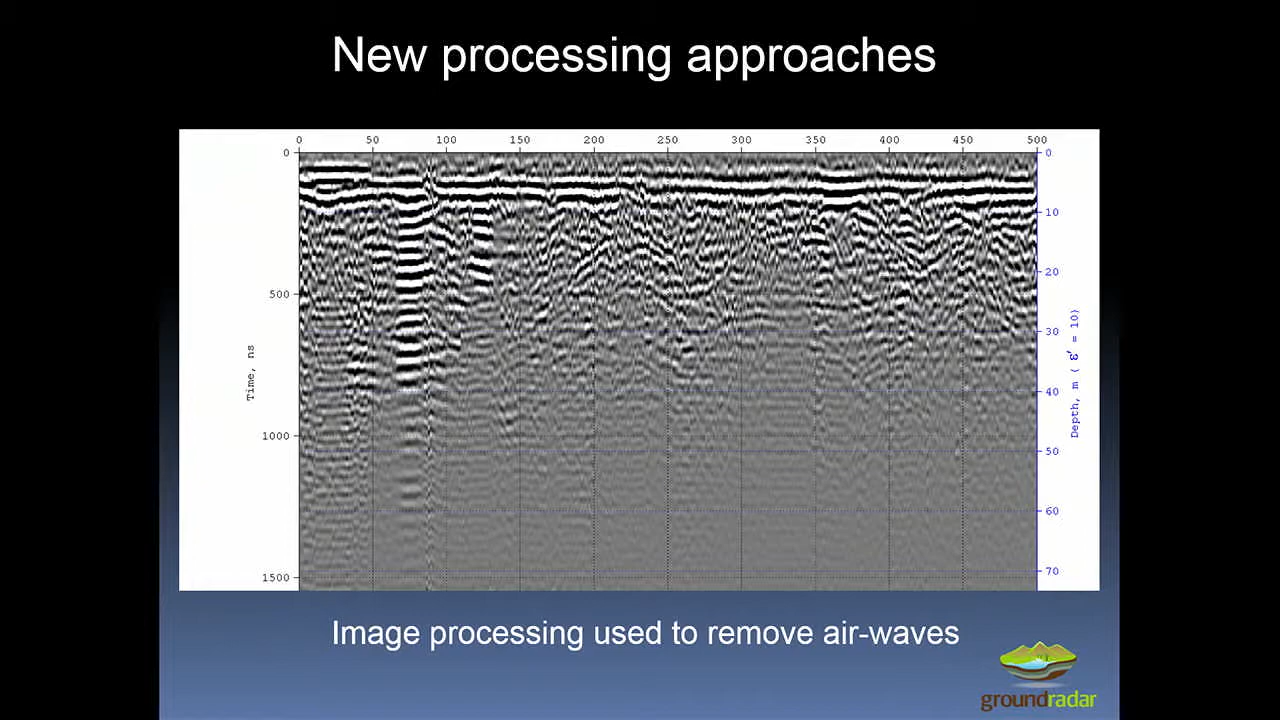 New processing approaches
0 50 100 150 200 250 300 350 400 450 500
0
500
1000
1500
Time, ns
0
10
20
30
40
50
60
70
Depth, m ( ε' = 10)
Image processing used to remove air-waves
groundradar